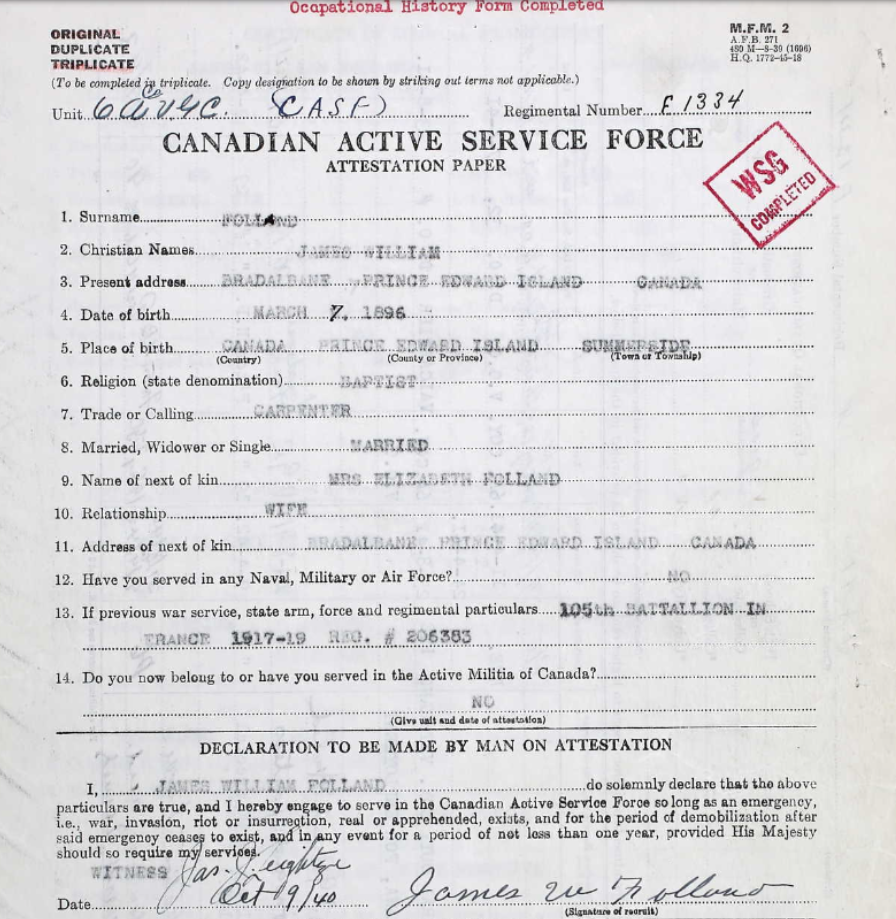 Ocapational History Form Completed
ORIGINAL
DUPLICATE
TRIPLICATE
M.F.M. 2
A.F.B. 271
480 M—8-39 (1696)
H.Q. 1772-45-18
(To be completed in triplicate. Copy designation to be shown by striking out terms not applicable.)
Unit (CASF) Regimental Number F 1334
CANADIAN ACTIVE SERVICE FORCE
ATTESTATION PAPER
WSG
COMPLETED
1. Surname FOLLAND
2. Christian Names JAMES WILLIAM
3. Present address BRADALBANE PRINCE EDWARD ISLAND CANADA
4. Date of birth MARCH 7, 1896
5. Place of birth CANADA PRINCE EDWARD ISLAND SUMMERSIDE
(Country) (County or Province) (Town or Township)
6. Religion (state denomination) BAPTIST
7. Trade or Calling CARPENTER
8. Married, Widower or Single MARRIED
9. Name of next of kin MRS ELIZABETH FOLLAND
10. Relationship WIFE
11. Address of next of kin BRADALBANE PRINCE EDWARD ISLAND CANADA
12. Have you served in any Naval, Military or Air Force? NO
13. If previous war service, state arm, force and regimental particulars 105th BATTALLION IN
FRANCE 1917-19 REG. # 206383
14. Do you now belong to or have you served in the Active Militia of Canada?
NO
(Give unit and date of attestation)
DECLARATION TO BE MADE BY MAN ON ATTESTATION
I, JAMES WILLIAM FOLLAND do solemnly declare that the above
particulars are true, and I hereby engage to serve in the Canadian Active Service Force so long as an emergency,
i.e., war, invasion, riot or insurrection, real or apprehended, exists, and for the period of demobilization after
said emergency ceases to exist, and in any event for a period of not less than one year, provided His Majesty
should so require my services.
WITNESS Jas.
Date Oct 19/40 James W Folland
(Signature of recruit)